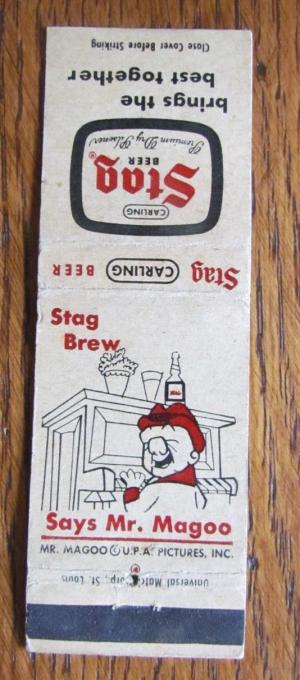 Close Cover Before Striking
brings the
best together
Premium Dry Pilsener
BEER
Stag®
CARLING
Stag CARLING BEER
Stag
Brew
Says Mr. Magoo
MR. MAGOO © U.P.A. PICTURES, INC.
Universal Match Corp., St. Louis